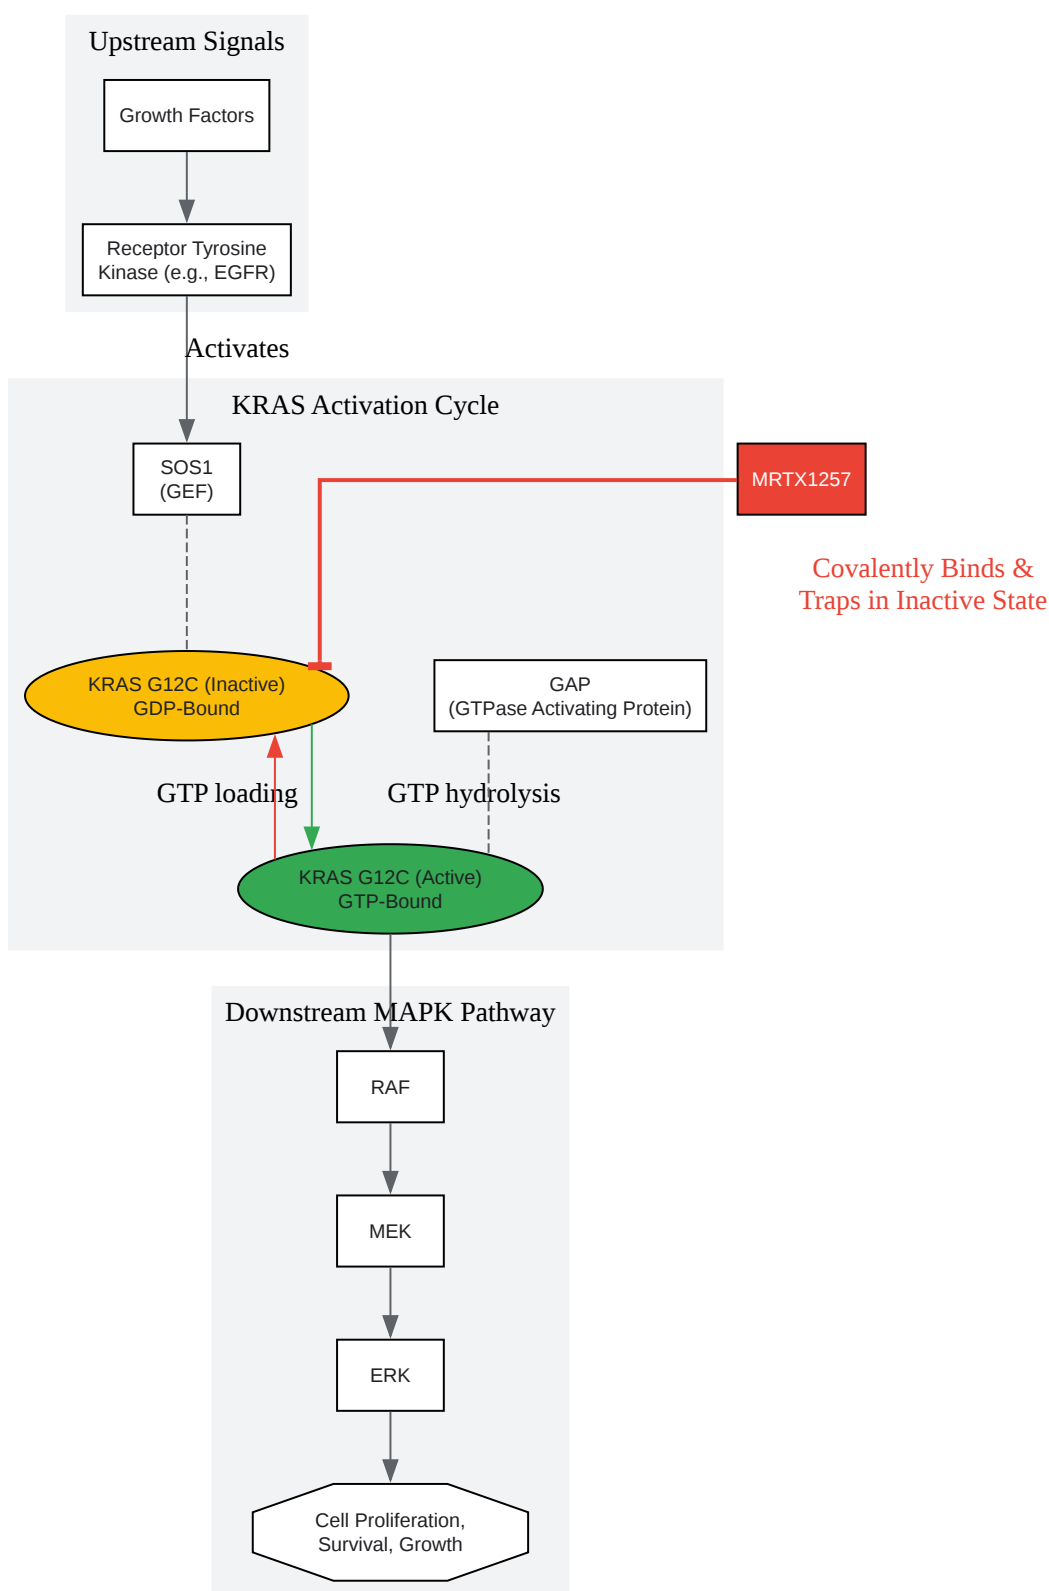 Upstream Signals
Growth Factors
Receptor Tyrosine
Kinase (e.g., EGFR)
Activates
KRAS Activation Cycle
SOS1
(GEF)
MRTX1257
Covalently Binds &
Traps in Inactive State
KRAS G12C (Inactive)
GDP-Bound
GAP
(GTPase Activating Protein)
GTP loading
GTP hydrolysis
KRAS G12C (Active)
GTP-Bound
Downstream MAPK Pathway
RAF
MEK
ERK
Cell Proliferation,
Survival, Growth